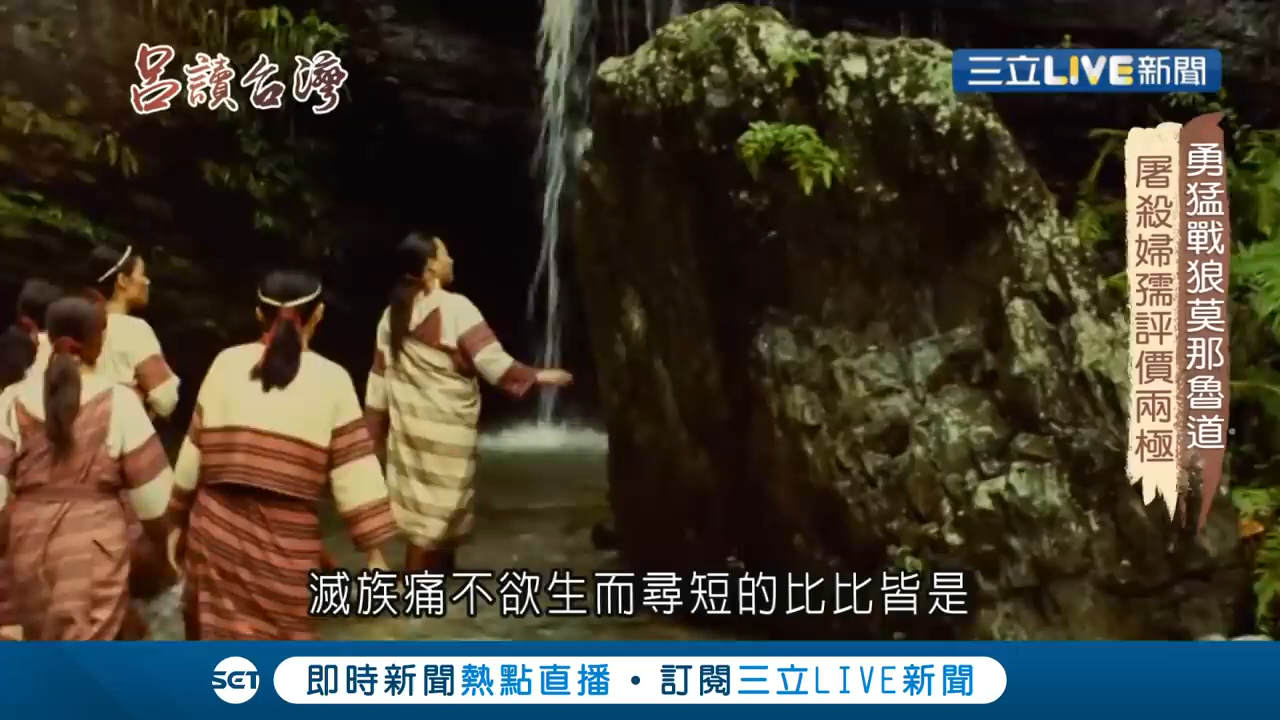 呂讀台灣
三立LIVE新聞
勇猛戰狼莫那魯道
屠殺婦孺評價兩極
滅族痛不欲生而尋短的比比皆是
SET 即時新聞熱點直播・訂閱三立LIVE新聞